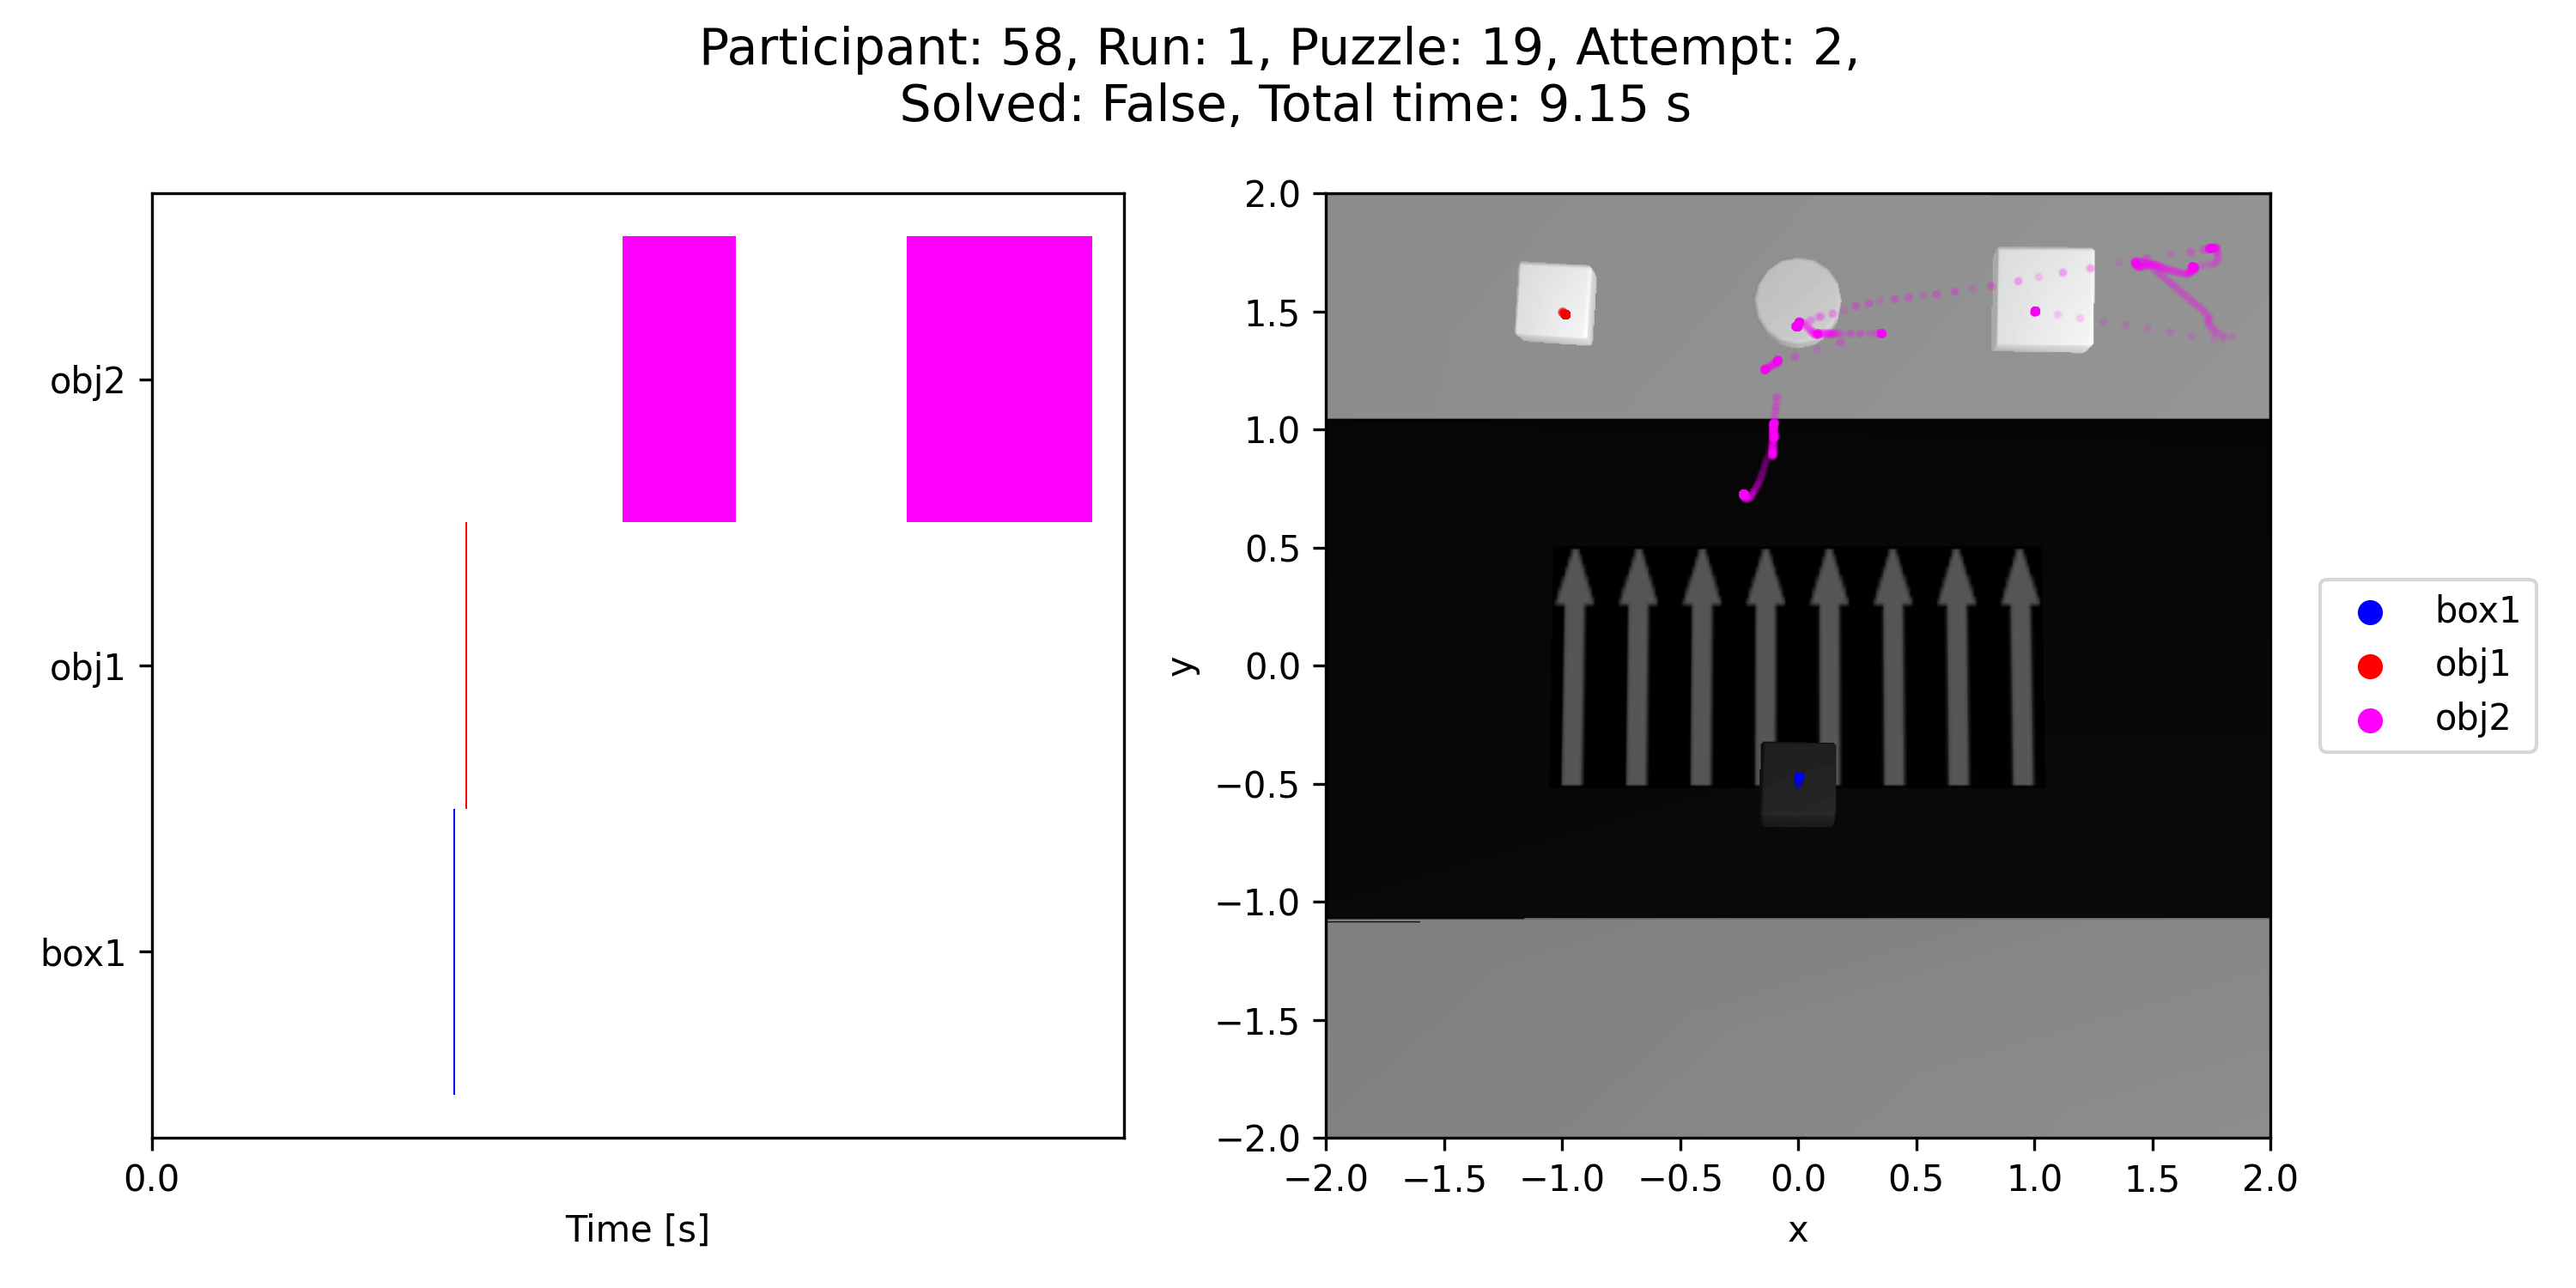 Participant: 58, Run: 1, Puzzle: 19, Attempt: 2,
Solved: False, Total time: 9.15 s
obj2
obj1
box1
0.0
Time [s]
2.0
1.5
1.0
0.5
0.0
−0.5
−1.0
−1.5
−2.0
y
−2.0 −1.5 −1.0 −0.5 0.0 0.5 1.0 1.5 2.0
x
box1
obj1
obj2